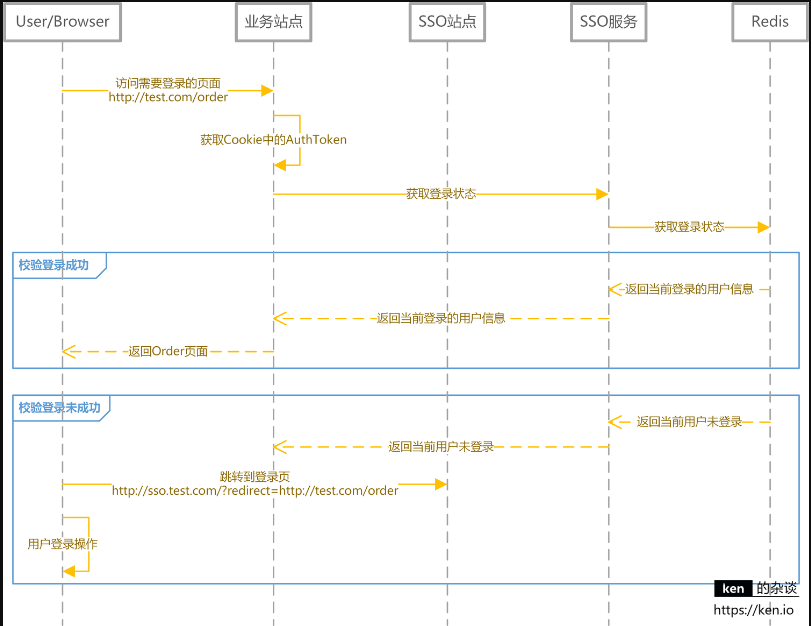 User/Browser
业务站点
SSO站点
SSO服务
Redis
访问需要登录的页面
http://test.com/order
获取Cookie中的AuthToken
获取登录状态
获取登录状态
校验登录成功
返回当前登录的用户信息
返回当前登录的用户信息
返回Order页面
校验登录未成功
返回当前用户未登录
返回当前用户未登录
跳转到登录页
http://sso.test.com/?redirect=http://test.com/order
用户登录操作
ken 的杂谈
https://ken.io